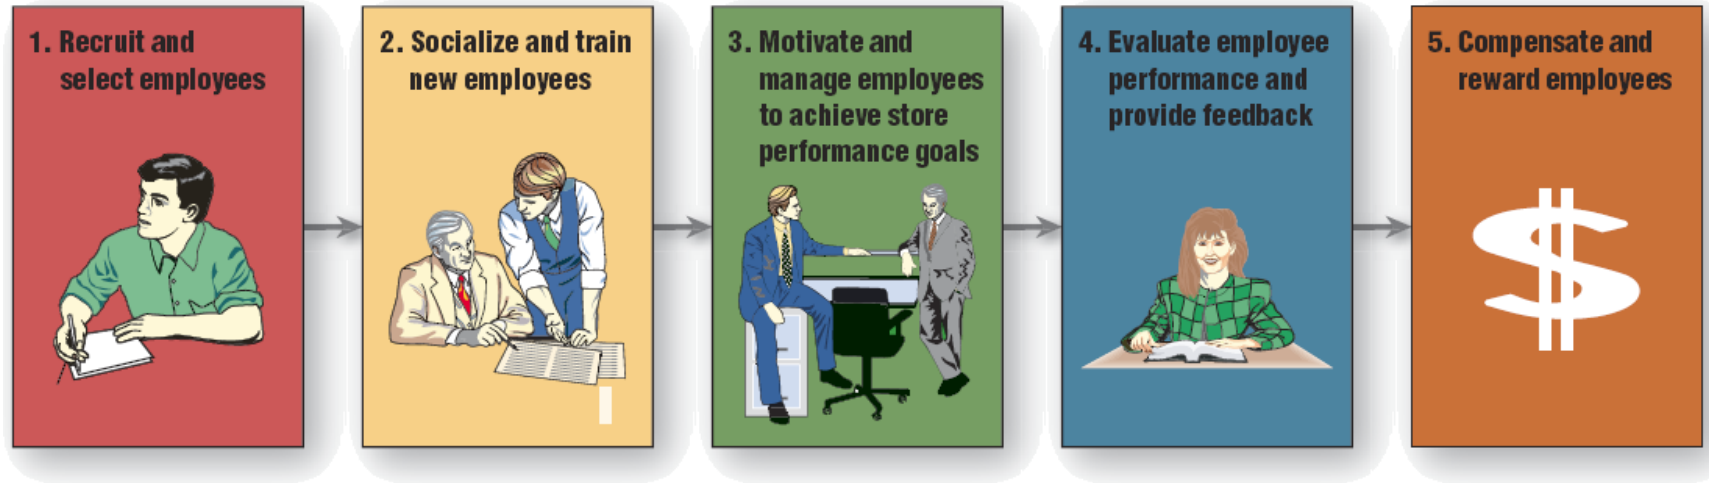 1. Recruit and
select employees
2. Socialize and train
new employees
3. Motivate and
manage employees
to achieve store
performance goals
4. Evaluate employee
performance and
provide feedback
5. Compensate and
reward employees
$